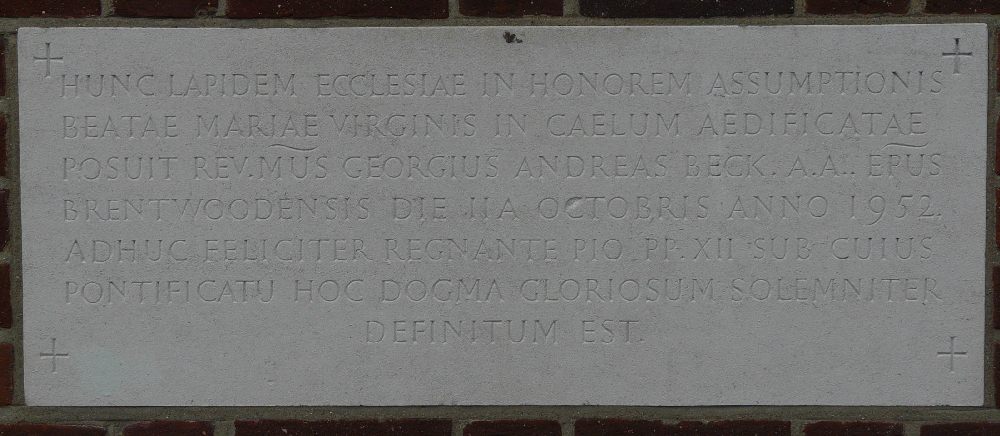 HUNC LAPIDEM ECCLESIAE IN HONOREM ASSUMPTIONIS
BEATAE MARIAE VIRGINIS IN CAELUM AEDIFICATAE
POSUIT REV.MUS GEORGIUS ANDREAS BECK. A.A.. EPUS
BRENTWOODENSIS DIE IIA OCTOBRIS ANNO 1952.
ADHUC FELICITER REGNANTE PIO PP. XII SUB CUIUS
PONTIFICATU HOC DOGMA GLORIOSUM SOLEMNITER
DEFINITUM EST.